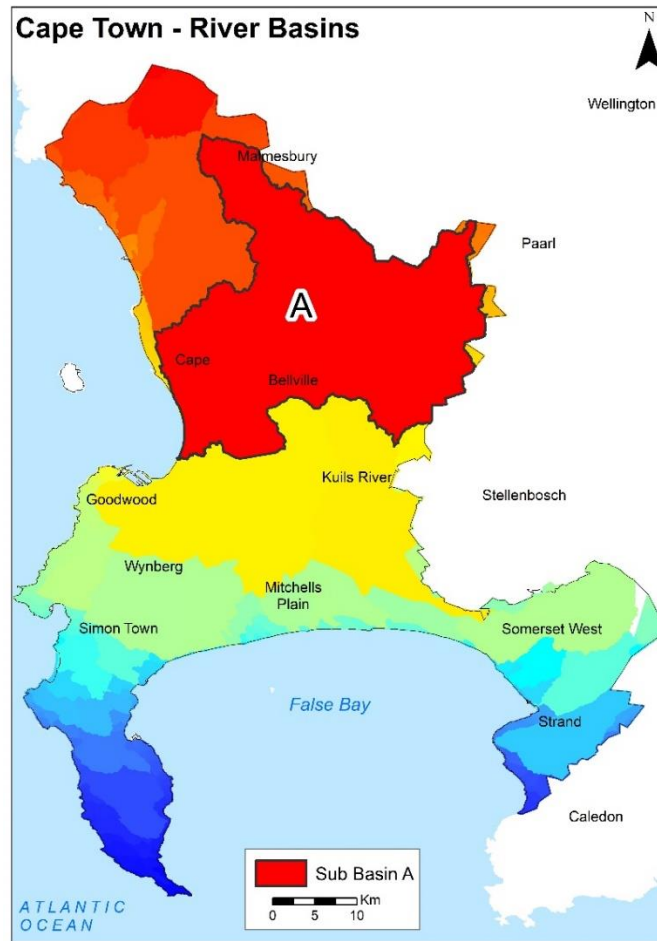 Cape Town - River Basins
N
Wellington
Malmesbury
Paarl
A
Cape
Bellville
Kuils River
Goodwood
Stellenbosch
Wynberg
Mitchells
Plain
Simon Town
Somerset West
False Bay
Strand
Caledon
Sub Basin A
Km
0 5 10
ATLANTIC
OCEAN